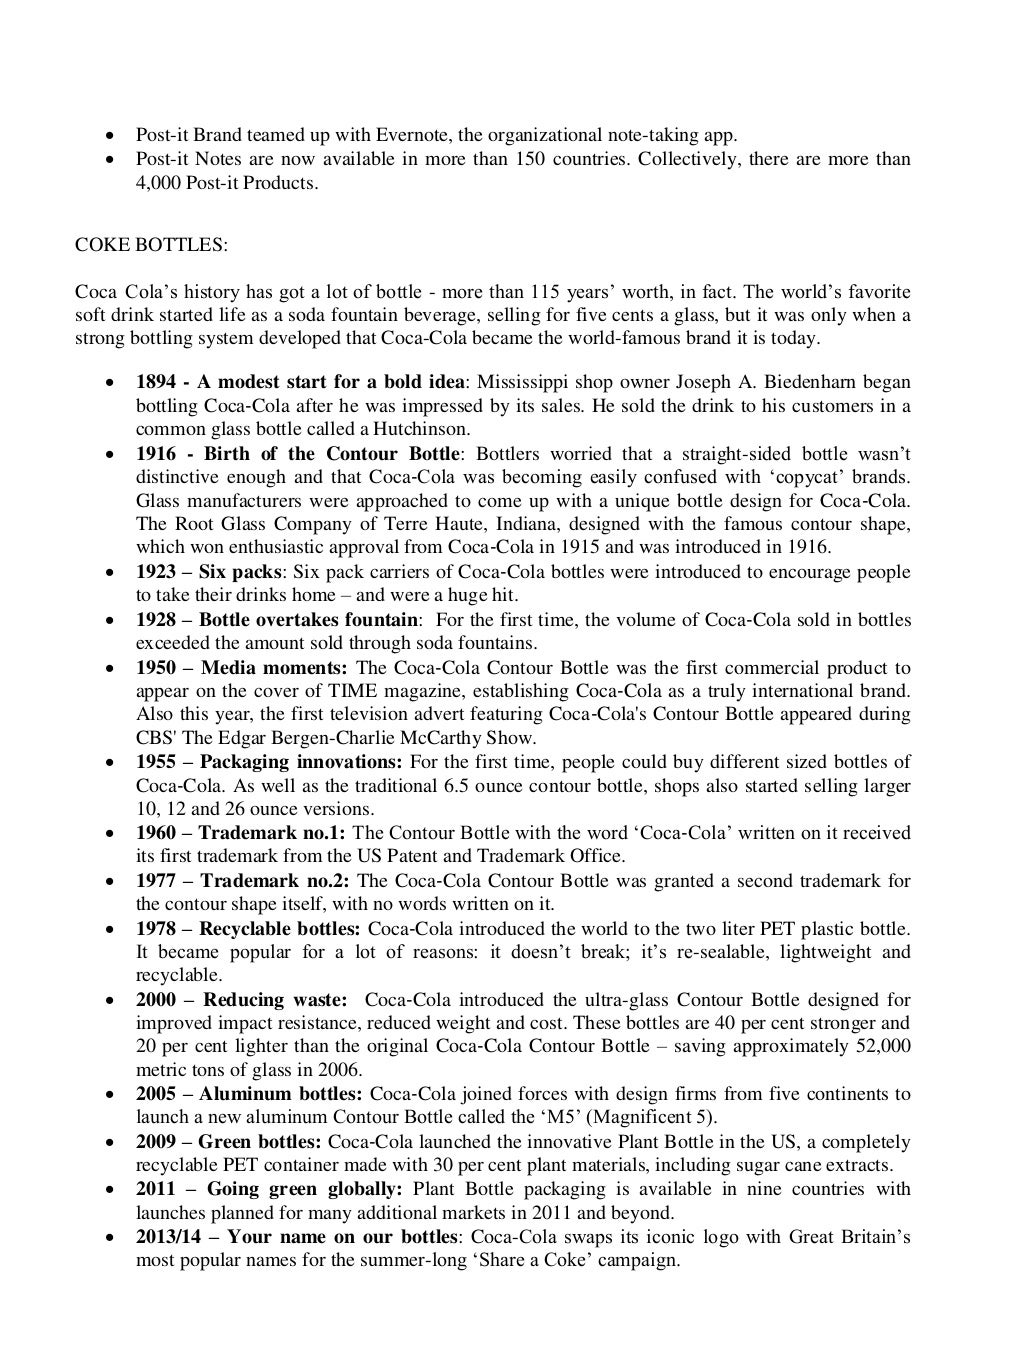 • Post-it Brand teamed up with Evernote, the organizational note-taking app.
• Post-it Notes are now available in more than 150 countries. Collectively, there are more than
4,000 Post-it Products.
COKE BOTTLES:
Coca Cola’s history has got a lot of bottle - more than 115 years’ worth, in fact. The world’s favorite
soft drink started life as a soda fountain beverage, selling for five cents a glass, but it was only when a
strong bottling system developed that Coca-Cola became the world-famous brand it is today.
• 1894 - A modest start for a bold idea: Mississippi shop owner Joseph A. Biedenharn began
bottling Coca-Cola after he was impressed by its sales. He sold the drink to his customers in a
common glass bottle called a Hutchinson.
• 1916 - Birth of the Contour Bottle: Bottlers worried that a straight-sided bottle wasn’t
distinctive enough and that Coca-Cola was becoming easily confused with ‘copycat’ brands.
Glass manufacturers were approached to come up with a unique bottle design for Coca-Cola.
The Root Glass Company of Terre Haute, Indiana, designed with the famous contour shape,
which won enthusiastic approval from Coca-Cola in 1915 and was introduced in 1916.
• 1923 – Six packs: Six pack carriers of Coca-Cola bottles were introduced to encourage people
to take their drinks home – and were a huge hit.
• 1928 – Bottle overtakes fountain:  For the first time, the volume of Coca-Cola sold in bottles
exceeded the amount sold through soda fountains.
• 1950 – Media moments: The Coca-Cola Contour Bottle was the first commercial product to
appear on the cover of TIME magazine, establishing Coca-Cola as a truly international brand.
Also this year, the first television advert featuring Coca-Cola's Contour Bottle appeared during
CBS' The Edgar Bergen-Charlie McCarthy Show.
• 1955 – Packaging innovations: For the first time, people could buy different sized bottles of
Coca-Cola. As well as the traditional 6.5 ounce contour bottle, shops also started selling larger
10, 12 and 26 ounce versions.
• 1960 – Trademark no.1: The Contour Bottle with the word ‘Coca-Cola’ written on it received
its first trademark from the US Patent and Trademark Office.
• 1977 – Trademark no.2: The Coca-Cola Contour Bottle was granted a second trademark for
the contour shape itself, with no words written on it.
• 1978 – Recyclable bottles: Coca-Cola introduced the world to the two liter PET plastic bottle.
It became popular for a lot of reasons: it doesn’t break; it’s re-sealable, lightweight and
recyclable.
• 2000 – Reducing waste:  Coca-Cola introduced the ultra-glass Contour Bottle designed for
improved impact resistance, reduced weight and cost. These bottles are 40 per cent stronger and
20 per cent lighter than the original Coca-Cola Contour Bottle – saving approximately 52,000
metric tons of glass in 2006.
• 2005 – Aluminum bottles: Coca-Cola joined forces with design firms from five continents to
launch a new aluminum Contour Bottle called the ‘M5’ (Magnificent 5).
• 2009 – Green bottles: Coca-Cola launched the innovative Plant Bottle in the US, a completely
recyclable PET container made with 30 per cent plant materials, including sugar cane extracts.
• 2011 – Going green globally: Plant Bottle packaging is available in nine countries with
launches planned for many additional markets in 2011 and beyond.
• 2013/14 – Your name on our bottles: Coca-Cola swaps its iconic logo with Great Britain’s
most popular names for the summer-long ‘Share a Coke’ campaign.